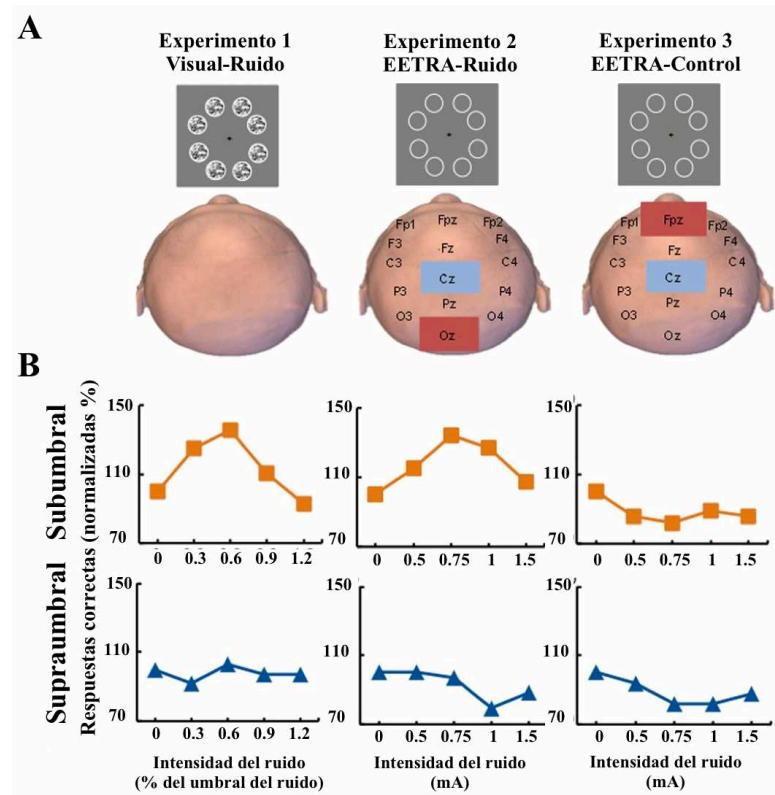 A
Experimento 1
Visual-Ruido
Experimento 2
EETRA-Ruido
Experimento 3
EETRA-Control
Fp1 Fpz Fp2
F3 Fz F4
C3 Cz C4
P3 Pz P4
O3 Oz O4
Fp1 Fpz Fp2
F3 Fz F4
C3 Cz C4
P3 Pz P4
O3 Oz O4
B
Subumbral
Supraumbral
Respuestas correctas (normalizadas %)
150
110
70
0 0.3 0.6 0.9 1.2
150
110
70
0 0.5 0.75 1 1.5
150
110
70
0 0.5 0.75 1 1.5
150
110
70
0 0.3 0.6 0.9 1.2
150
110
70
0 0.5 0.75 1 1.5
150
110
70
0 0.5 0.75 1 1.5
Intensidad del ruido
(% del umbral del ruido)
Intensidad del ruido
(mA)
Intensidad del ruido
(mA)